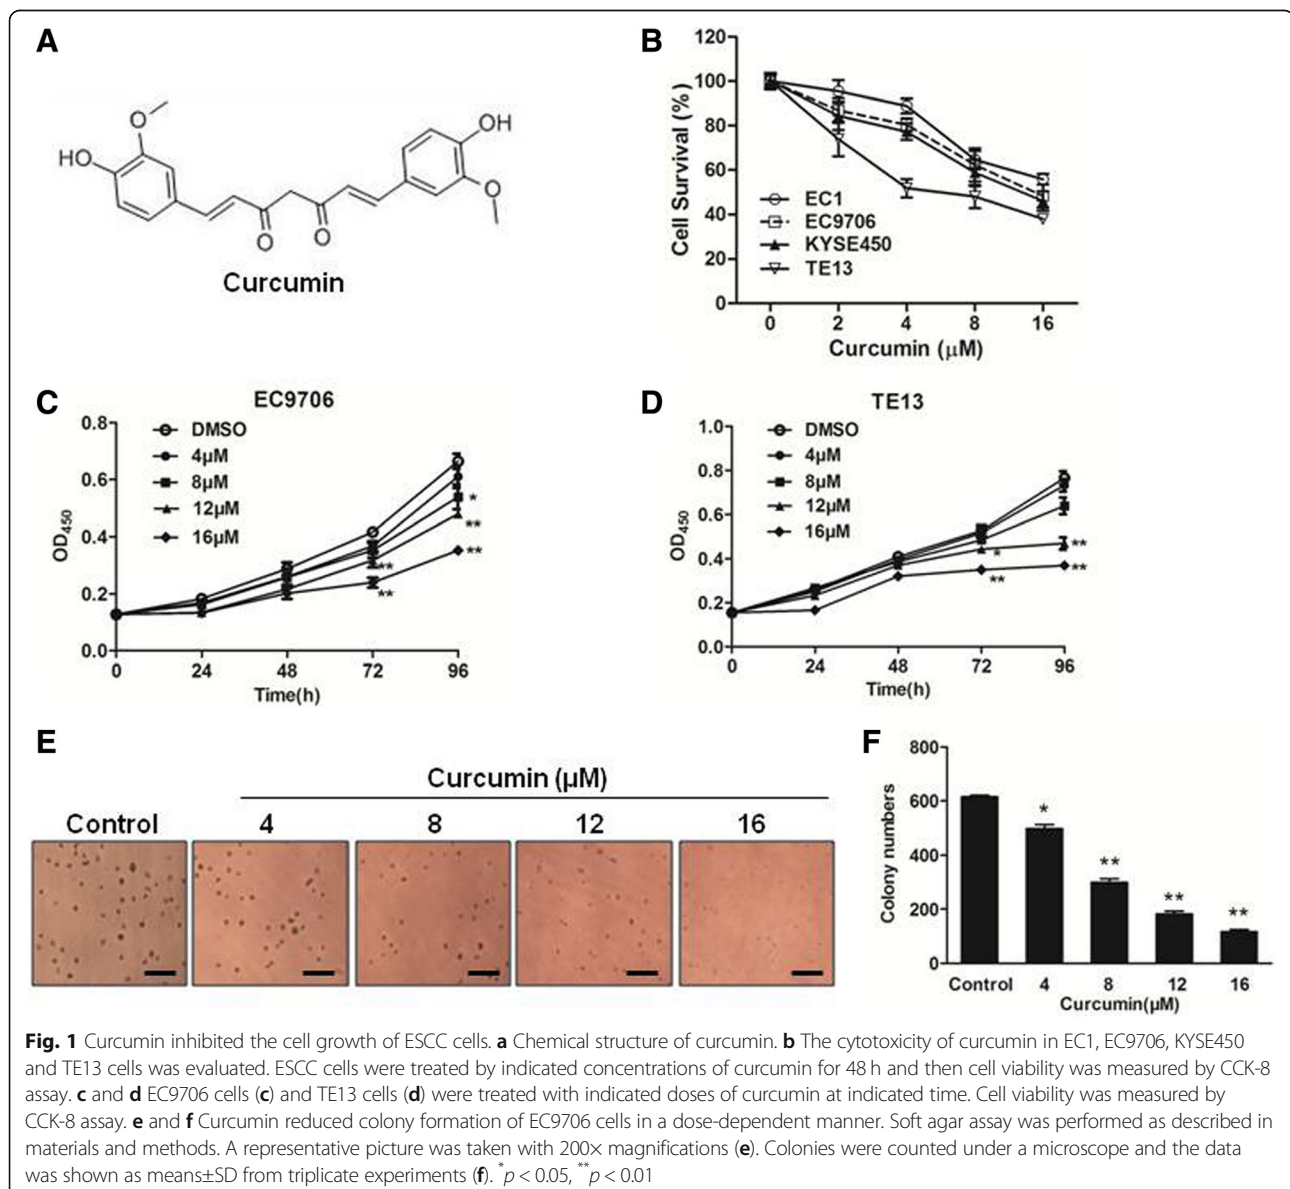 A
O
HO
OH
O
O
O
Curcumin
B
120
100
80
60
40
20
0
Cell Survival (%)
EC1
EC9706
KYSE450
TE13
0 2 4 8 16
Curcumin (μM)
C
EC9706
0.8
0.6
0.4
0.2
0.0
OD450
DMSO
4μM
8μM
12μM
16μM
*
**
**
**
**
0 24 48 72 96
Time(h)
D
TE13
1.0
0.8
0.6
0.4
0.2
0.0
OD450
DMSO
4μM
8μM
12μM
16μM
*
**
**
**
0 24 48 72 96
Time(h)
E
Curcumin (μM)
Control 4 8 12 16
F
800
600
400
200
0
Colony numbers
*
**
**
**
Control 4 8 12 16
Curcumin(μM)
Fig. 1 Curcumin inhibited the cell growth of ESCC cells. a Chemical structure of curcumin. b The cytotoxicity of curcumin in EC1, EC9706, KYSE450
and TE13 cells was evaluated. ESCC cells were treated by indicated concentrations of curcumin for 48 h and then cell viability was measured by CCK-8
assay. c and d EC9706 cells (c) and TE13 cells (d) were treated with indicated doses of curcumin at indicated time. Cell viability was measured by
CCK-8 assay. e and f Curcumin reduced colony formation of EC9706 cells in a dose-dependent manner. Soft agar assay was performed as described in
materials and methods. A representative picture was taken with 200× magnifications (e). Colonies were counted under a microscope and the data
was shown as means±SD from triplicate experiments (f). *p < 0.05, **p < 0.01